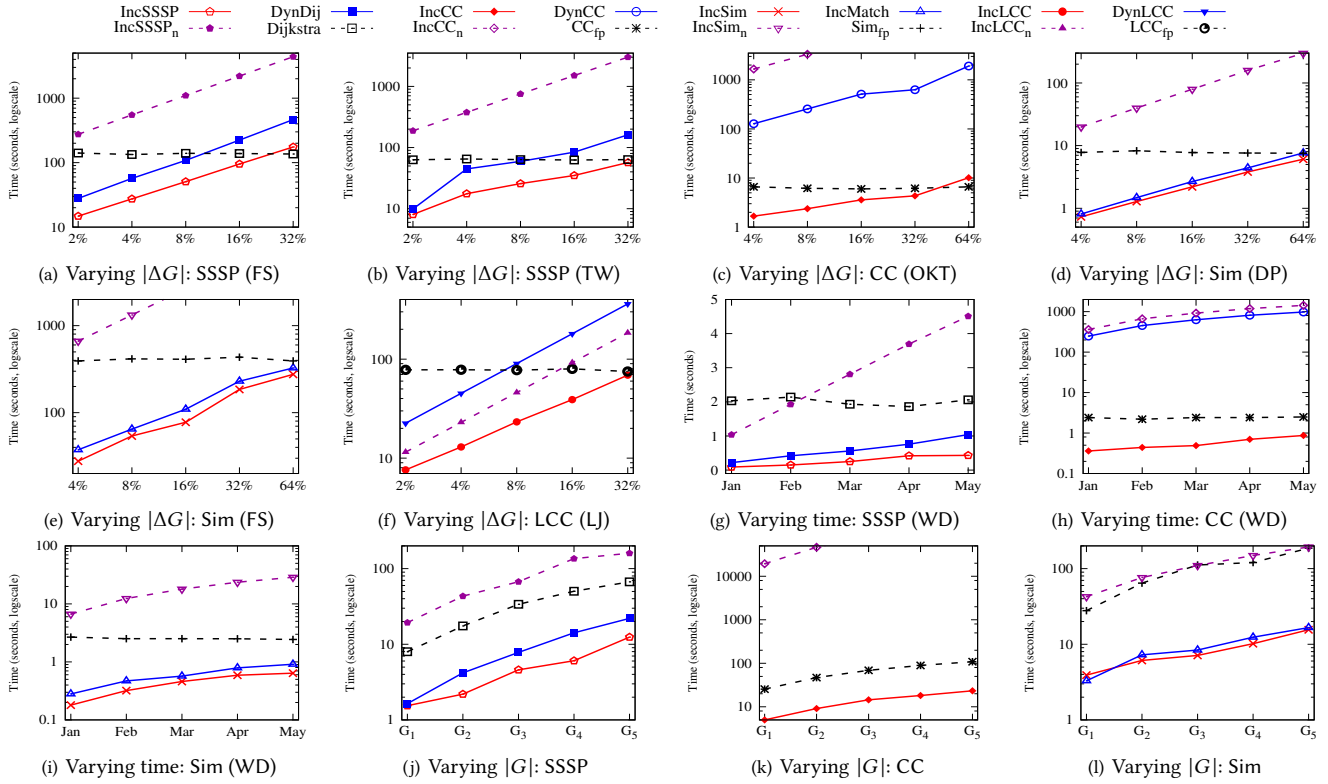 IncSSSP DynDij IncCC DynCC IncSim IncMatch IncLCC DynLCC
IncSSSPn Dijkstra IncCCn CCfp IncSimn Simfp IncLCCn LCCfp
Time (seconds, logscale)
1000
100
10
2% 4% 8% 16% 32%
(a) Varying |ΔG|: SSSP (FS)
Time (seconds, logscale)
1000
100
10
2% 4% 8% 16% 32%
(b) Varying |ΔG|: SSSP (TW)
Time (seconds, logscale)
1000
100
10
1
4% 8% 16% 32% 64%
(c) Varying |ΔG|: CC (OKT)
Time (seconds, logscale)
100
10
1
4% 8% 16% 32% 64%
(d) Varying |ΔG|: Sim (DP)
Time (seconds, logscale)
1000
100
4% 8% 16% 32% 64%
(e) Varying |ΔG|: Sim (FS)
Time (seconds, logscale)
100
10
2% 4% 8% 16% 32%
(f) Varying |ΔG|: LCC (LJ)
Time (seconds)
5
4
3
2
1
0
Jan Feb Mar Apr May
(g) Varying time: SSSP (WD)
Time (seconds, logscale)
1000
100
10
1
0.1
Jan Feb Mar Apr May
(h) Varying time: CC (WD)
Time (seconds, logscale)
100
10
1
0.1
Jan Feb Mar Apr May
(i) Varying time: Sim (WD)
Time (seconds, logscale)
100
10
1
G1 G2 G3 G4 G5
(j) Varying |G|: SSSP
Time (seconds, logscale)
10000
1000
100
10
G1 G2 G3 G4 G5
(k) Varying |G|: CC
Time (seconds, logscale)
100
10
1
G1 G2 G3 G4 G5
(l) Varying |G|: Sim